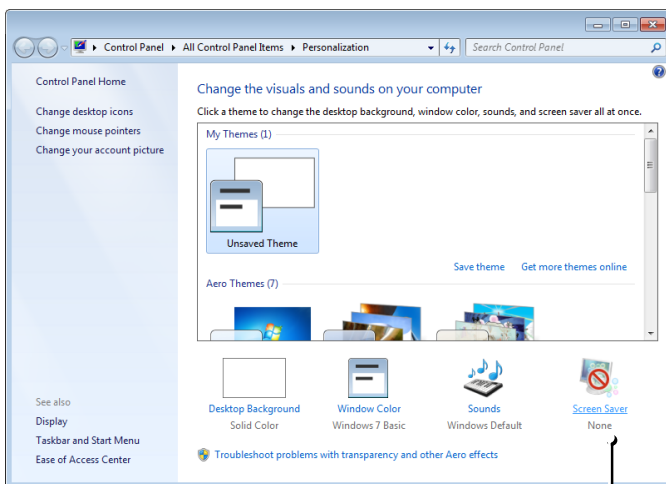 Control Panel All Control Panel Items Personalization Search Control Panel
Control Panel Home
Change desktop icons
Change mouse pointers
Change your account picture
See also
Display
Taskbar and Start Menu
Ease of Access Center
Change the visuals and sounds on your computer
Click a theme to change the desktop background, window color, sounds, and screen saver all at once.
My Themes (1)
Unsaved Theme
Save theme Get more themes online
Aero Themes (7)
Desktop Background Window Color Sounds Screen Saver
Solid Color Windows 7 Basic Windows Default None
Troubleshoot problems with transparency and other Aero effects